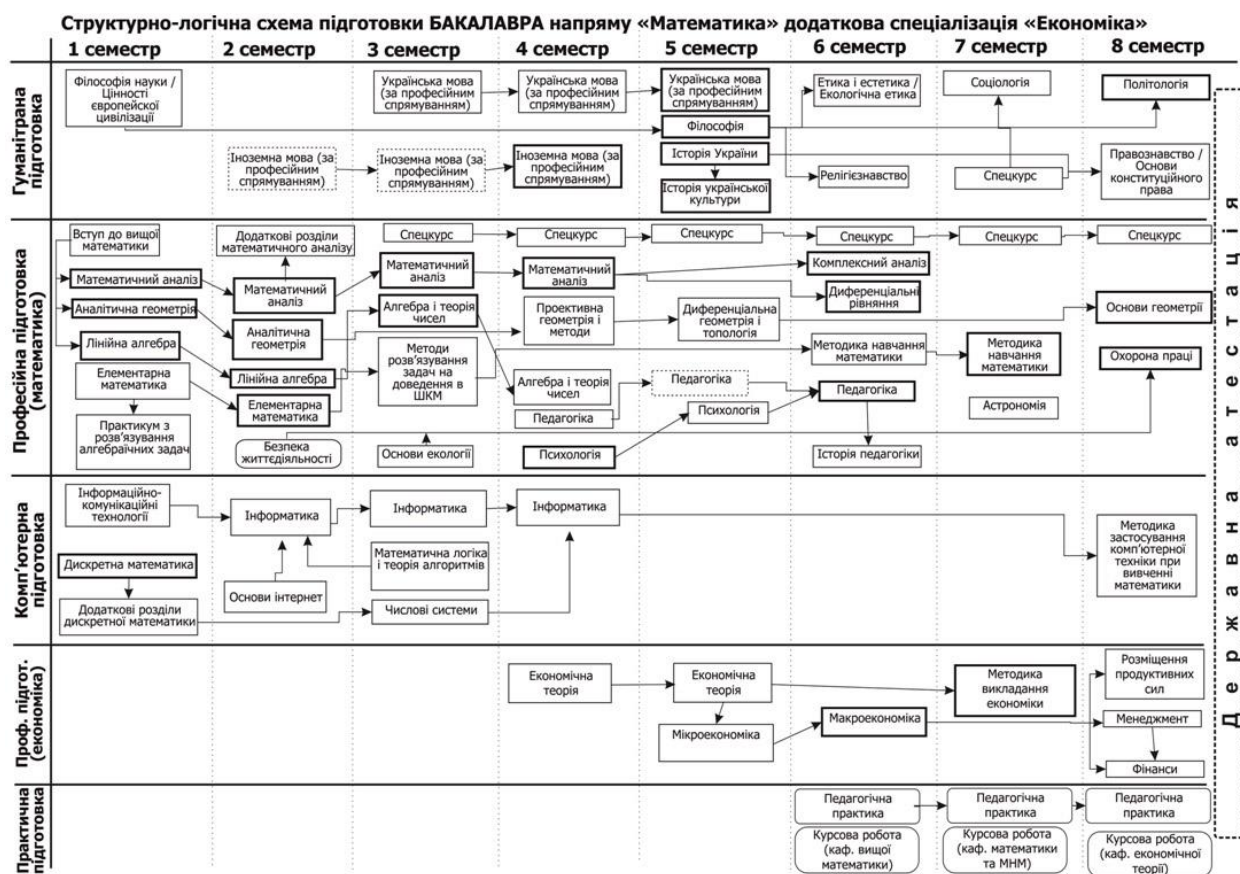 Структурно-логічна схема підготовки БАКАЛАВРА напряму «Математика» додаткова спеціалізація «Економіка»
1 семестр
2 семестр
3 семестр
4 семестр
5 семестр
6 семестр
7 семестр
8 семестр
Гуманітрана
підготовка
Філософія науки /
Цінності
європейскої
цивілізації
Українська мова
(за професійним
спрямуванням)
Українська мова
(за професійним
спрямуванням)
Українська мова
(за професійним
спрямуванням)
Етика і естетика /
Екологічна етика
Соціологія
Політологія
Філософія
Іноземна мова (за
професійним
спрямуванням)
Іноземна мова (за
професійним
спрямуванням)
Іноземна мова (за
професійним
спрямуванням)
Історія України
Історія української
культури
Релігієзнавство
Спецкурс
Правознавство /
Основи
конституційного
права
Професійна підготовка
(математика)
Вступ до вищої
математики
Додаткові розділи
математичного аналізу
Спецкурс
Спецкурс
Спецкурс
Спецкурс
Спецкурс
Спецкурс
Математичний аналіз
Математичний
аналіз
Математичний
аналіз
Математичний
аналіз
Комплексний аналіз
Диференціальні
рівняння
Аналітична геометрія
Аналітична
геометрія
Алгебра і теорія
чисел
Проективна
геометрія і
методи
Диференціальна
геометрія і
топологія
Основи геометрії
Лінійна алгебра
Лінійна алгебра
Методи
розв'язування
задач на
доведення в
ШКМ
Методика навчання
математики
Методика
навчання
математики
Охорона праці
Елементарна
математика
Елементарна
математика
Алгебра і теорія
чисел
Педагогіка
Педагогіка
Педагогіка
Астрономія
Практикум з
розв'язування
алгебраїчних задач
Безпека
життєдіяльності
Основи екології
Психологія
Психологія
Історія педагогіки
Комп'ютерна
підготовка
Інформаційно-
комунікаційні
технології
Інформатика
Інформатика
Інформатика
Методика
застосування
комп'ютерної
техніки при
вивченні
математики
Дискретна математика
Основи інтернет
Математична логіка
і теорія алгоритмів
Додаткові розділи
дискретної математики
Числові системи
Проф. підгот.
(економіка)
Економічна
теорія
Економічна
теорія
Методика
викладання
економіки
Розміщення
продуктивних
сил
Мікроекономіка
Макроекономіка
Менеджмент
Фінанси
Практична
підготовка
Педагогічна
практика
Педагогічна
практика
Педагогічна
практика
Курсова робота
(каф. вищої
математики)
Курсова робота
(каф. математики
та МНМ)
Курсова робота
(каф. економічної
теорії)
Державна атестація